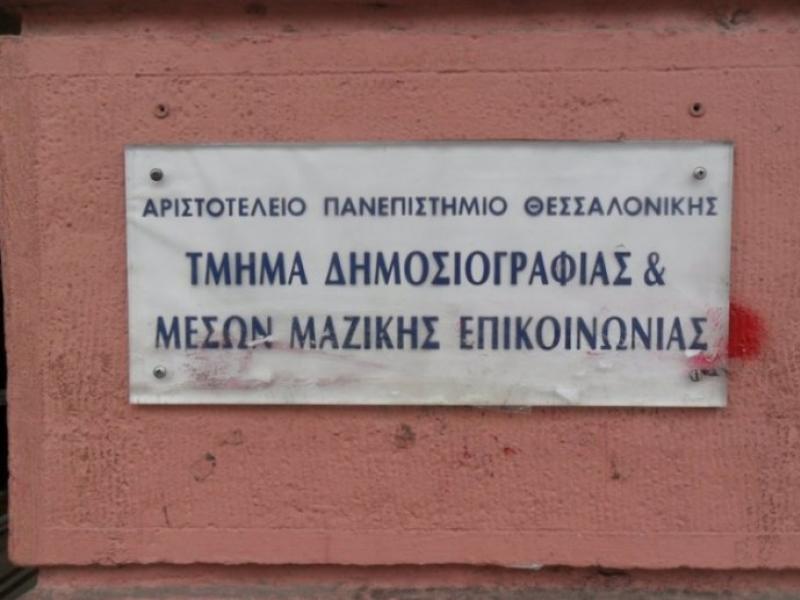 ΑΡΙΣΤΟΤΕΛΕΙΟ ΠΑΝΕΠΙΣΤΗΜΙΟ ΘΕΣΣΑΛΟΝΙΚΗΣ
ΤΜΗΜΑ ΔΗΜΟΣΙΟΓΡΑΦΙΑΣ &
ΜΕΣΩΝ ΜΑΖΙΚΗΣ ΕΠΙΚΟΙΝΩΝΙΑΣ